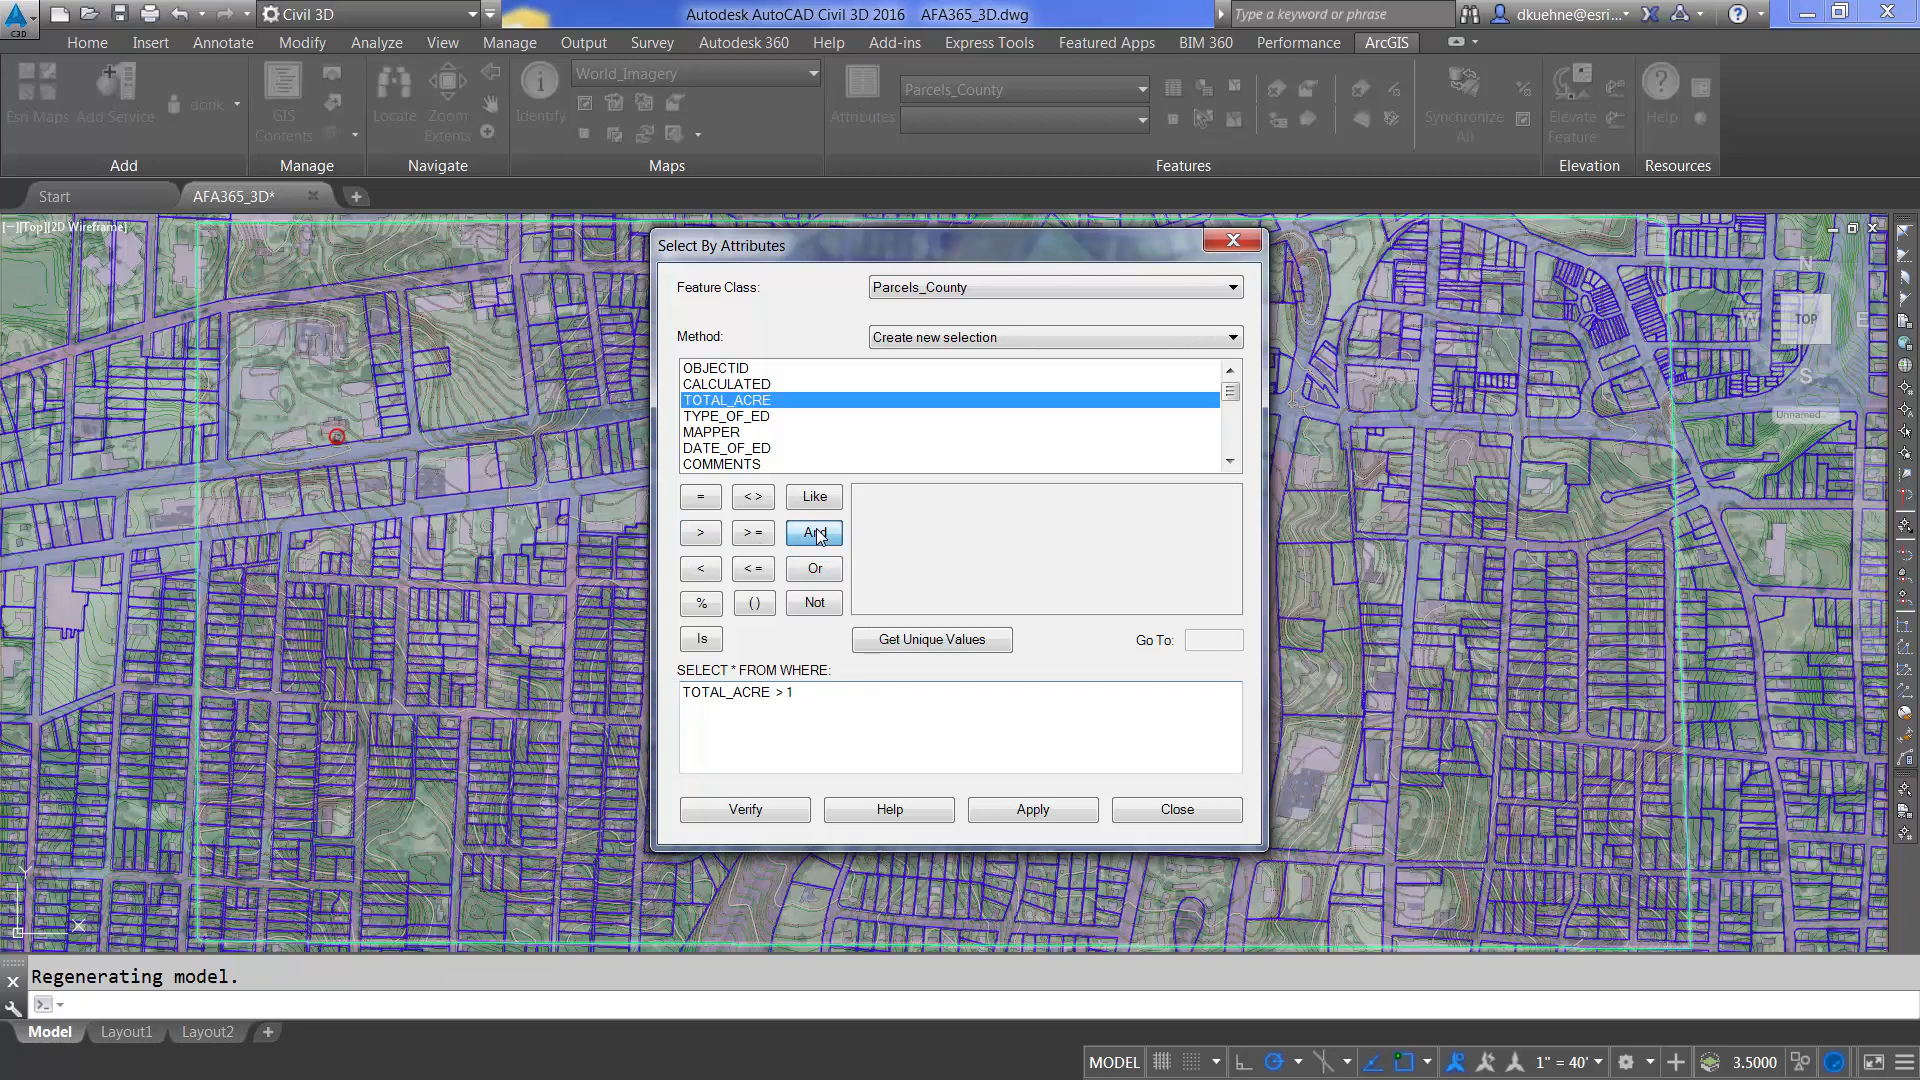 Civil 3D
Autodesk AutoCAD Civil 3D 2016 AFA365_3D.dwg
Type a keyword or phrase
dkuehne@esri...
C3D
Home Insert Annotate Modify Analyze View Manage Output Survey Autodesk 360 Help Add-ins Express Tools Featured Apps BIM 360 Performance ArcGIS
World_Imagery
Parcels_County
Esri Maps Add Service donk GIS Contents Locate Zoom Extents Identify Attributes Synchronize All Elevate Feature Help
Add Manage Navigate Maps Features Elevation Resources
Start AFA365_3D*
[−][Top][2D Wireframe]
Select By Attributes
Feature Class: Parcels_County
Method: Create new selection
OBJECTID
CALCULATED
TOTAL_ACRE
TYPE_OF_ED
MAPPER
DATE_OF_ED
COMMENTS
= < > Like
> > = And
< < = Or
% ( ) Not
Is Get Unique Values Go To:
SELECT * FROM WHERE:
TOTAL_ACRE > 1
Verify Help Apply Close
N
W TOP E
S
Unnamed
Y
X
Regenerating model.
Model Layout1 Layout2
MODEL 1" = 40' 3.5000